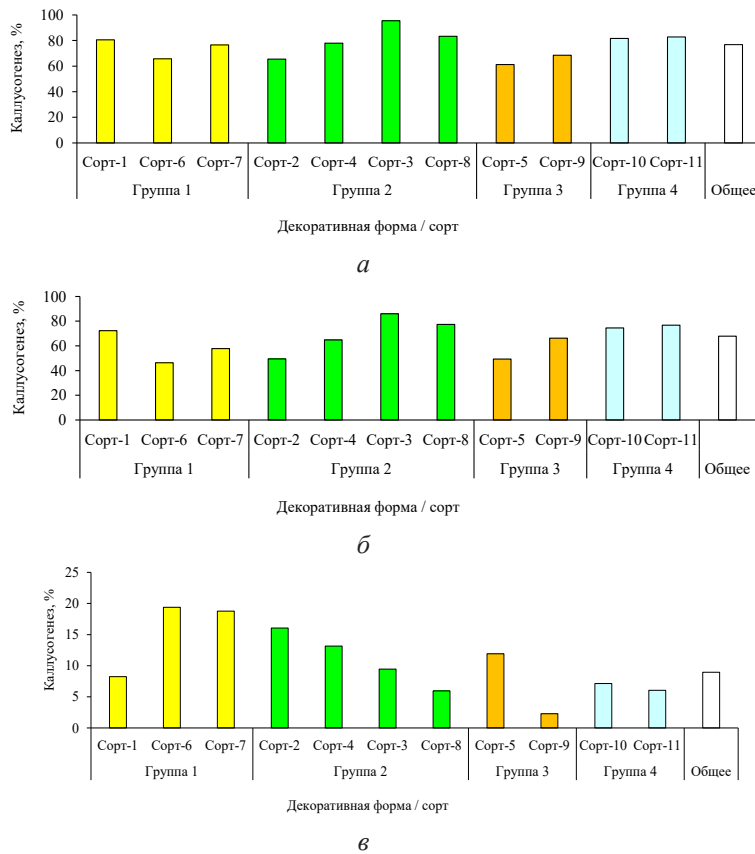 Каллусогенез, %
100
80
60
40
20
0
Сорт-1 Сорт-6 Сорт-7 Сорт-2 Сорт-4 Сорт-3 Сорт-8 Сорт-5 Сорт-9 Сорт-10 Сорт-11
Группа 1 Группа 2 Группа 3 Группа 4 Общее
Декоративная форма / сорт
а
Каллусогенез, %
100
80
60
40
20
0
Сорт-1 Сорт-6 Сорт-7 Сорт-2 Сорт-4 Сорт-3 Сорт-8 Сорт-5 Сорт-9 Сорт-10 Сорт-11
Группа 1 Группа 2 Группа 3 Группа 4 Общее
Декоративная форма / сорт
б
Каллусогенез, %
25
20
15
10
5
0
Сорт-1 Сорт-6 Сорт-7 Сорт-2 Сорт-4 Сорт-3 Сорт-8 Сорт-5 Сорт-9 Сорт-10 Сорт-11
Группа 1 Группа 2 Группа 3 Группа 4 Общее
Декоративная форма / сорт
в